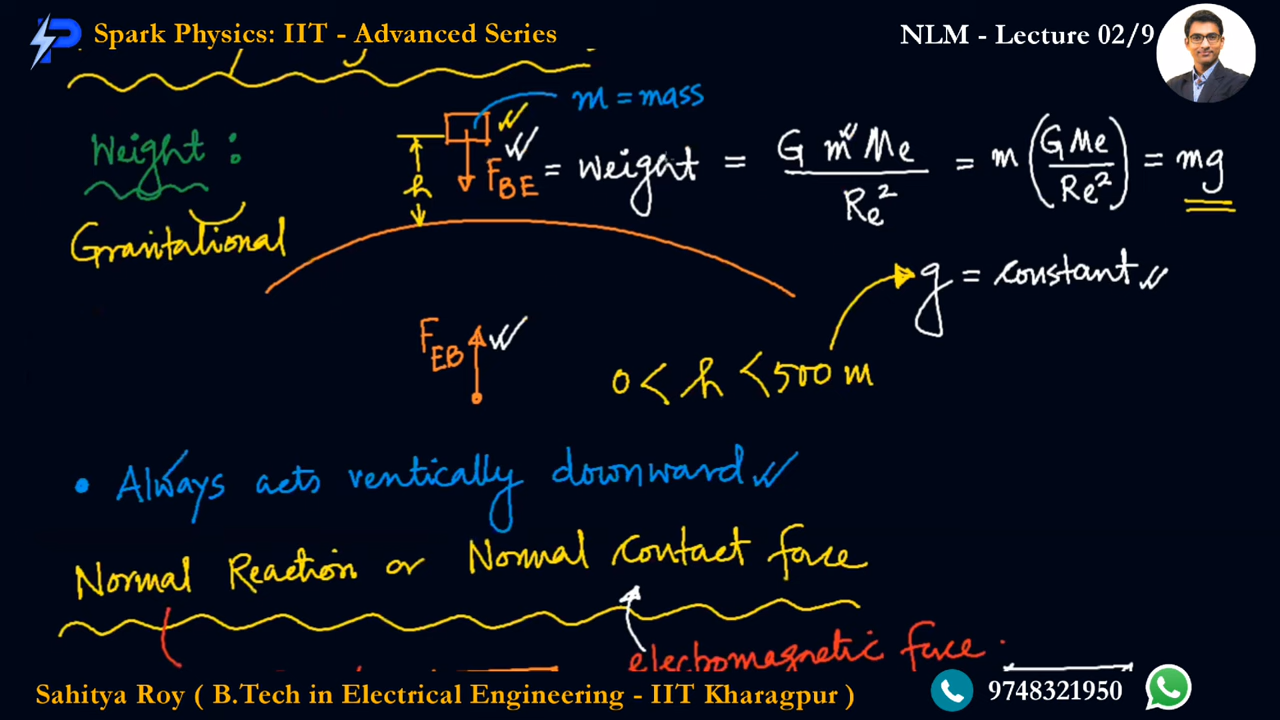 Spark Physics: IIT - Advanced Series
NLM - Lecture 02/9
m = mass
Weight :
h
F_BE = weight = G m Me / Re² = m (G Me / Re²) = mg
Gravitational
g = constant
F_EB
0 < h < 500 m
• Always acts vertically downward
Normal Reaction or Normal Contact force
electromagnetic force.
Sahitya Roy ( B.Tech in Electrical Engineering - IIT Kharagpur )
9748321950